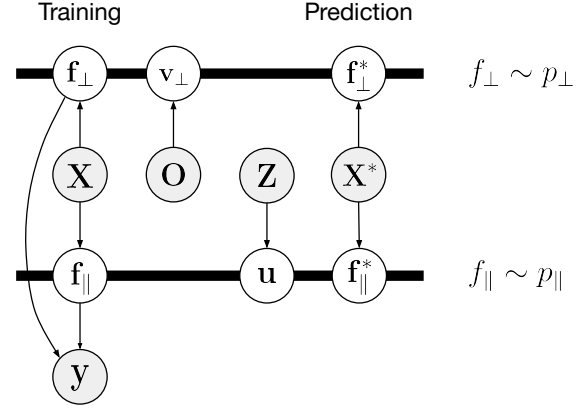 Training Prediction
f⊥ v⊥ f*⊥ f⊥ ∼ p⊥
X O Z X*
f∥ u f*∥ f∥ ∼ p∥
y